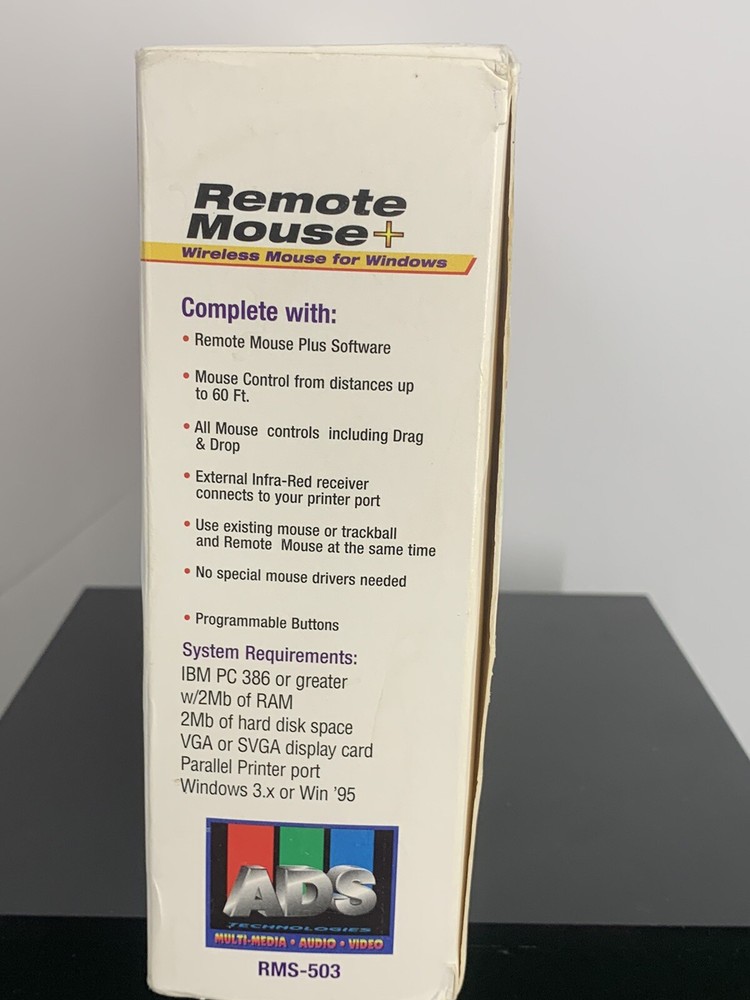 Remote
Mouse+
Wireless Mouse for Windows
Complete with:
• Remote Mouse Plus Software
• Mouse Control from distances up
to 60 Ft.
• All Mouse controls including Drag
& Drop
• External Infra-Red receiver
connects to your printer port
• Use existing mouse or trackball
and Remote Mouse at the same time
• No special mouse drivers needed
• Programmable Buttons
System Requirements:
IBM PC 386 or greater
w/2Mb of RAM
2Mb of hard disk space
VGA or SVGA display card
Parallel Printer port
Windows 3.x or Win '95
ADS
TECHNOLOGIES
MULTI-MEDIA • AUDIO • VIDEO
RMS-503